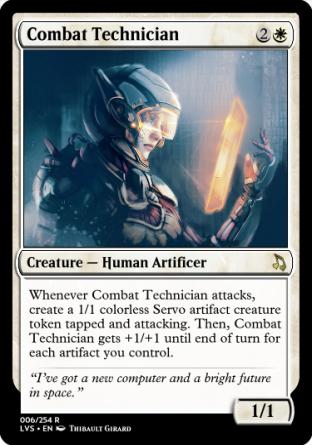 Combat Technician 2
Creature — Human Artificer
Whenever Combat Technician attacks,
create a 1/1 colorless Servo artifact creature
token tapped and attacking. Then, Combat
Technician gets +1/+1 until end of turn for
each artifact you control.
“I’ve got a new computer and a bright future
in space.”
1/1
006/254 R
LVS • EN Thibault Girard